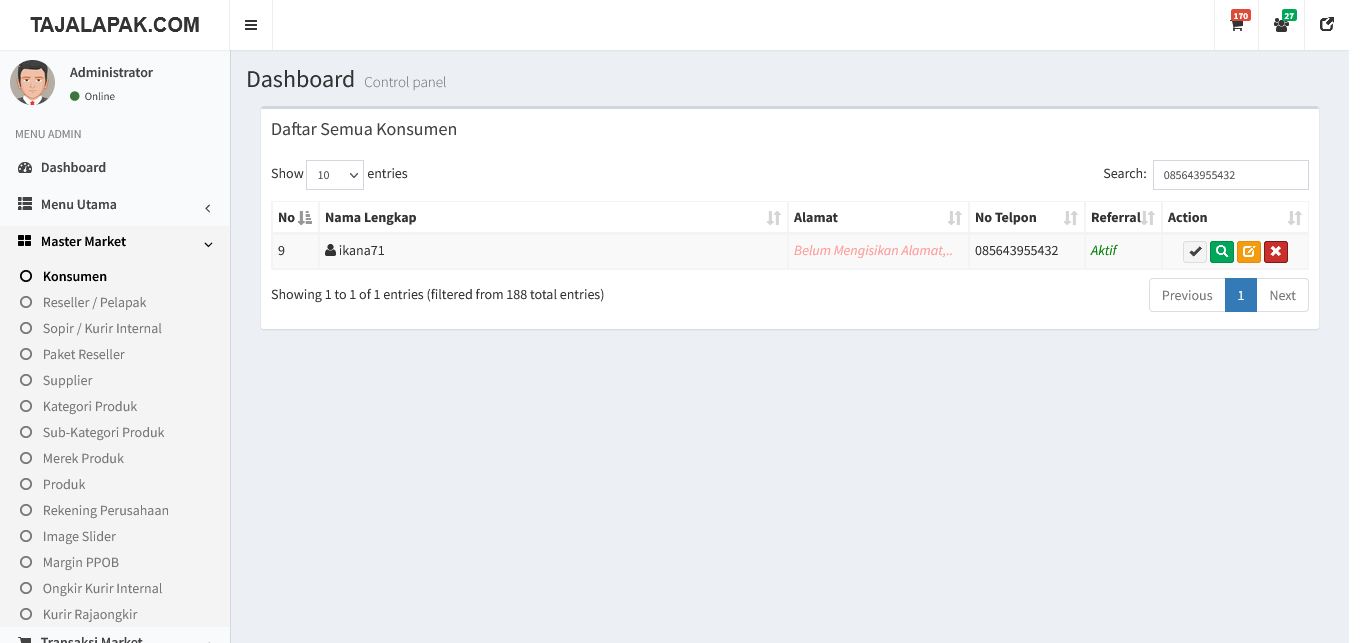 TAJALAPAK.COM
170
27
Administrator
Online
MENU ADMIN
Dashboard
Menu Utama
Master Market
Konsumen
Reseller / Pelapak
Sopir / Kurir Internal
Paket Reseller
Supplier
Kategori Produk
Sub-Kategori Produk
Merek Produk
Produk
Rekening Perusahaan
Image Slider
Margin PPOB
Ongkir Kurir Internal
Kurir Rajaongkir
Transaksi Market
Dashboard Control panel
Daftar Semua Konsumen
Show 10 entries Search: 085643955432
No Nama Lengkap Alamat No Telpon Referral Action
9 ikana71 Belum Mengisikan Alamat,.. 085643955432 Aktif
Showing 1 to 1 of 1 entries (filtered from 188 total entries) Previous 1 Next